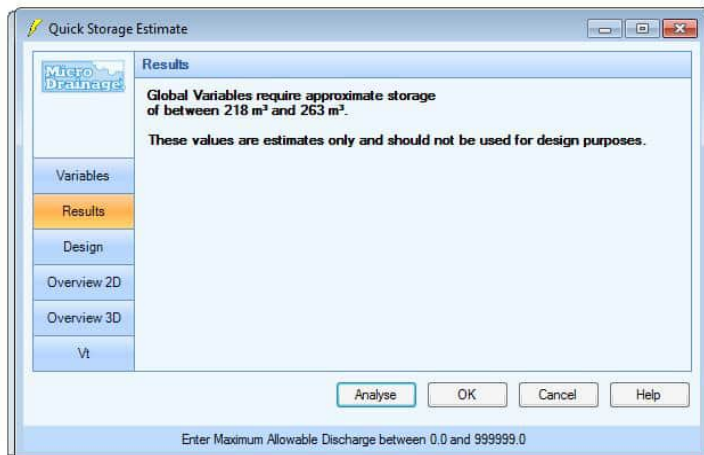 Quick Storage Estimate
Micro
Drainage
Results
Global Variables require approximate storage
of between 218 m³ and 263 m³.
These values are estimates only and should not be used for design purposes.
Variables
Results
Design
Overview 2D
Overview 3D
Vt
Analyse
OK
Cancel
Help
Enter Maximum Allowable Discharge between 0.0 and 999999.0